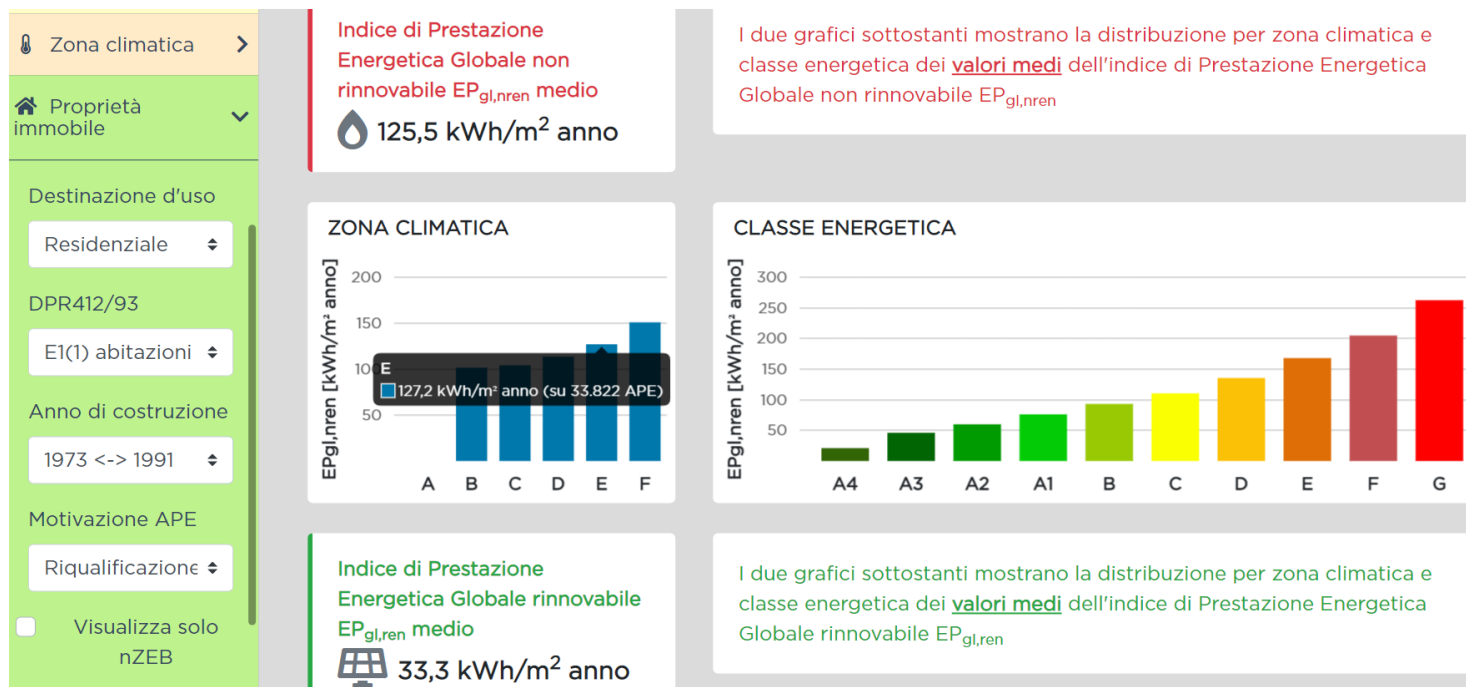 Zona climatica
Proprietà
immobile
Destinazione d'uso
Residenziale
DPR412/93
E1(1) abitazioni
Anno di costruzione
1973 <-> 1991
Motivazione APE
Riqualificazione
Visualizza solo
nZEB
Indice di Prestazione
Energetica Globale non
rinnovabile EPgl,nren medio
125,5 kWh/m² anno
I due grafici sottostanti mostrano la distribuzione per zona climatica e
classe energetica dei valori medi dell'indice di Prestazione Energetica
Globale non rinnovabile EPgl,nren
ZONA CLIMATICA
EPgl,nren [kWh/m² anno]
200
150
100
50
E
127,2 kWh/m² anno (su 33.822 APE)
A B C D E F
CLASSE ENERGETICA
EPgl,nren [kWh/m² anno]
300
250
200
150
100
50
A4 A3 A2 A1 B C D E F G
Indice di Prestazione
Energetica Globale rinnovabile
EPgl,ren medio
33,3 kWh/m² anno
I due grafici sottostanti mostrano la distribuzione per zona climatica e
classe energetica dei valori medi dell'indice di Prestazione Energetica
Globale rinnovabile EPgl,ren